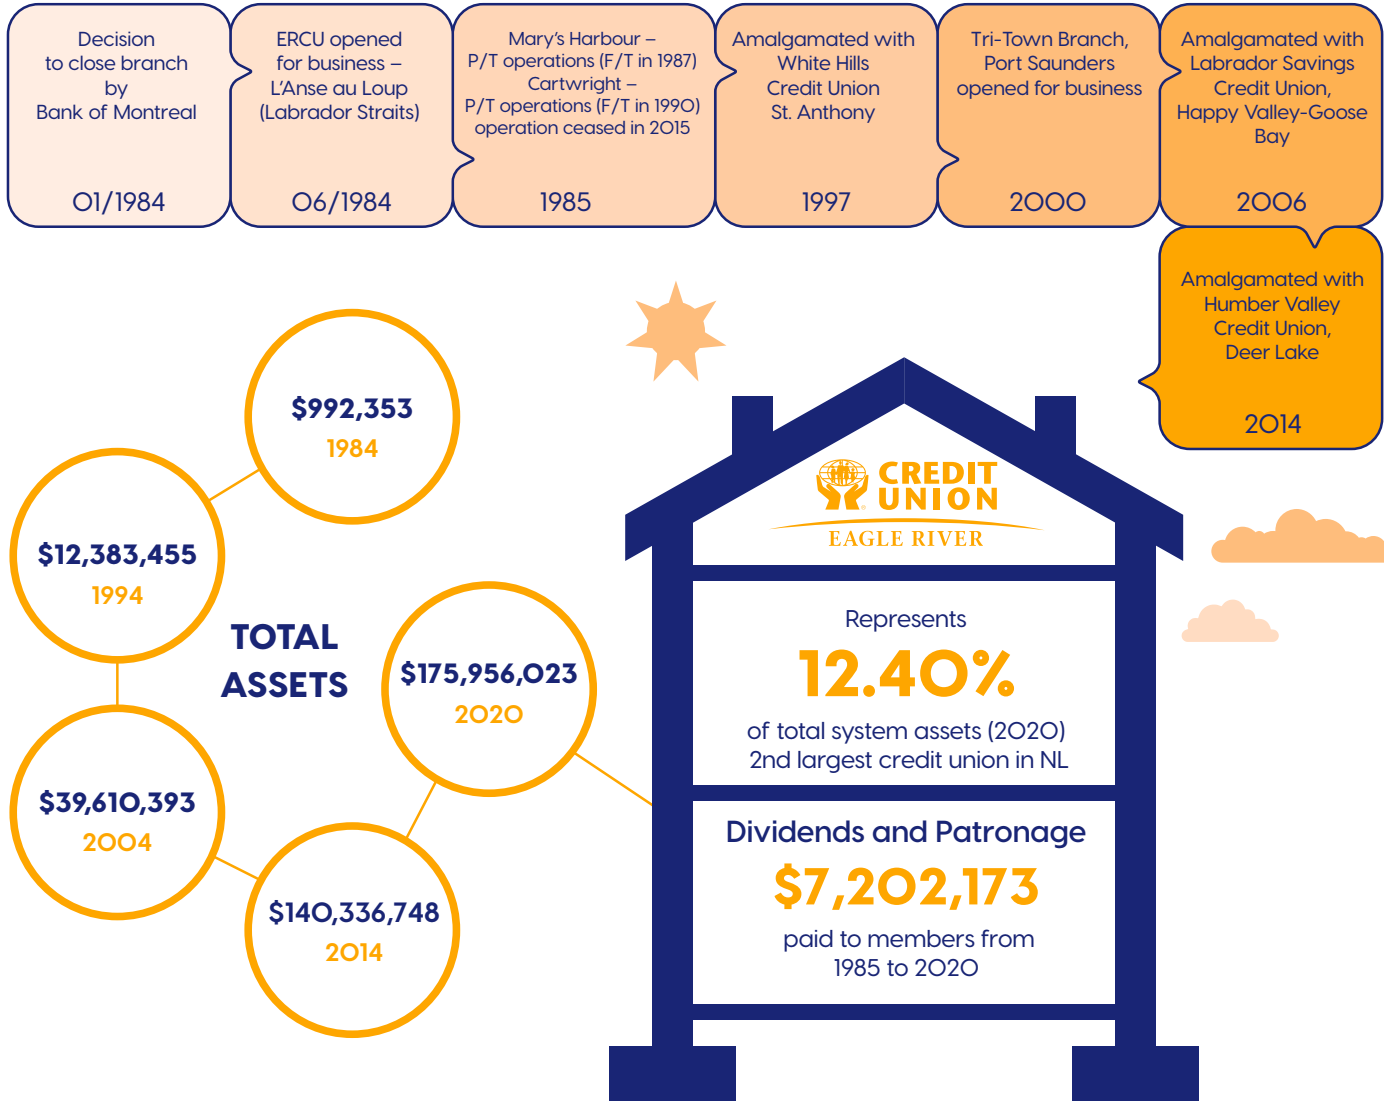 Decision
to close branch
by
Bank of Montreal
01/1984
ERCU opened
for business –
L'Anse au Loup
(Labrador Straits)
06/1984
Mary's Harbour –
P/T operations (F/T in 1987)
Cartwright –
P/T operations (F/T in 1990)
operation ceased in 2015
1985
Amalgamated with
White Hills
Credit Union
St. Anthony
1997
Tri-Town Branch,
Port Saunders
opened for business
2000
Amalgamated with
Labrador Savings
Credit Union,
Happy Valley-Goose
Bay
2006
Amalgamated with
Humber Valley
Credit Union,
Deer Lake
2014
$992,353
1984
$12,383,455
1994
TOTAL
ASSETS
$39,610,393
2004
$140,336,748
2014
$175,956,023
2020
CREDIT
UNION
EAGLE RIVER
Represents
12.40%
of total system assets (2020)
2nd largest credit union in NL
Dividends and Patronage
$7,202,173
paid to members from
1985 to 2020